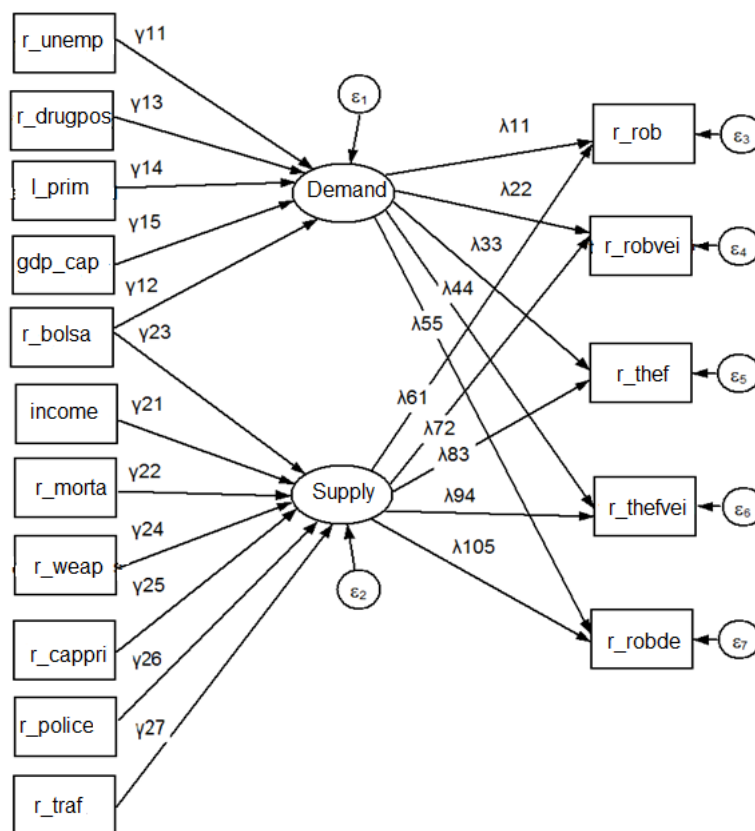 r_unemp
γ11
r_drugpos
γ13
l_prim
γ14
gdp_cap
γ15
γ12
r_bolsa
γ23
income
γ21
r_morta
γ22
r_weap
γ24
γ25
r_cappri
γ26
r_police
γ27
r_traf
ε1
Demand
Supply
ε2
λ11
λ22
λ33
λ44
λ55
λ61
λ72
λ83
λ94
λ105
r_rob
ε3
r_robvei
ε4
r_thef
ε5
r_thefvei
ε6
r_robde
ε7